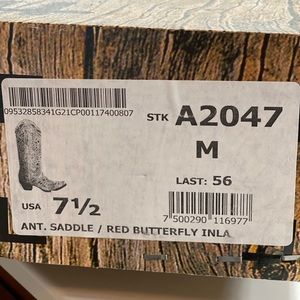 09532858341G21CP00117400807
STK A2047
M
LAST: 56
USA 7½
7 500290 116977
ANT. SADDLE / RED BUTTERFLY INLA